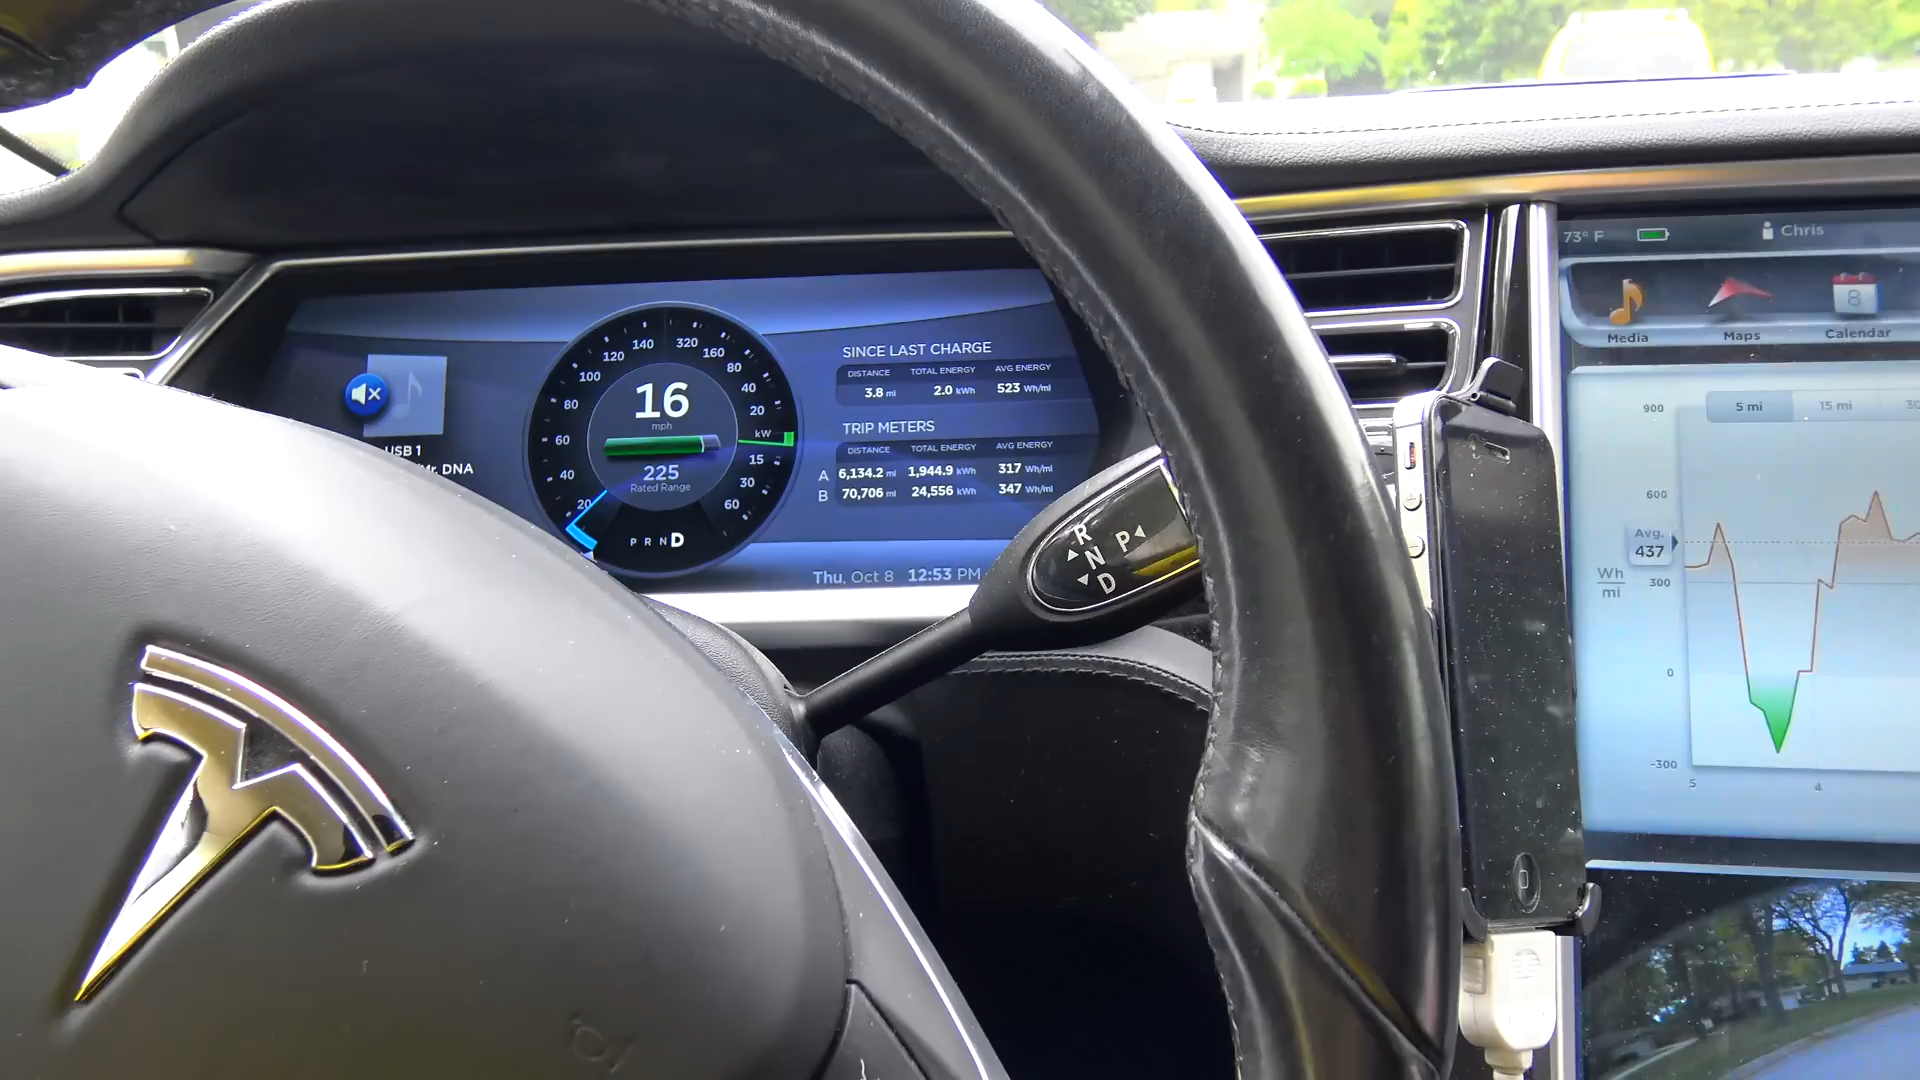 USB 1
Mr. DNA
140
320
120
160
100
80
80
40
60
20
kW
40
15
30
20
60
16
mph
225
Rated Range
P R N D
SINCE LAST CHARGE
DISTANCE TOTAL ENERGY AVG ENERGY
3.8 mi 2.0 kWh 523 Wh/mi
TRIP METERS
DISTANCE TOTAL ENERGY AVG ENERGY
A 6,134.2 mi 1,944.9 kWh 317 Wh/mi
B 70,706 mi 24,556 kWh 347 Wh/mi
Thu, Oct 8 12:53 PM
R
N P
D
73° F Chris
8
Media Maps Calendar
5 mi 15 mi 30
900
600
Avg.
437
Wh
mi
300
0
-300
5 4